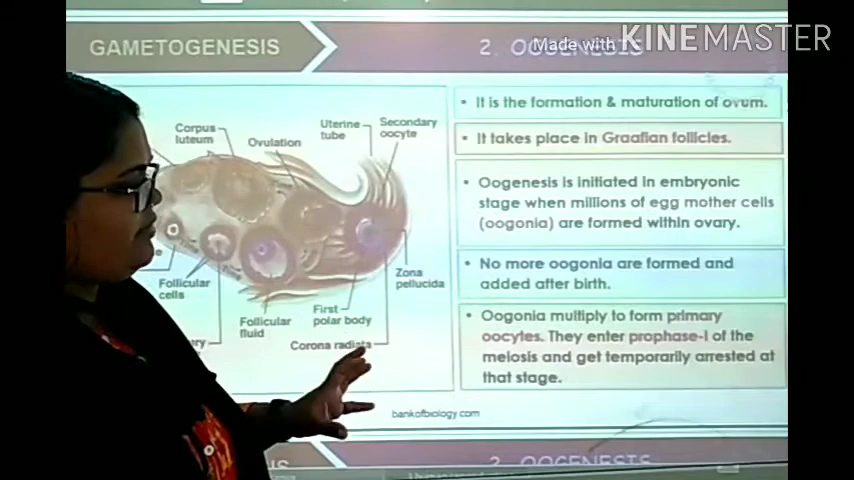 Made with KINEMASTER
GAMETOGENESIS
2. OOGENESIS
Corpus
luteum
Ovulation
Uterine
tube
Secondary
oocyte
Follicular
cells
Follicular
fluid
First
polar body
Corona radiata
Zona
pellucida
• It is the formation & maturation of ovum.
• It takes place in Graafian follicles.
• Oogenesis is initiated in embryonic
stage when millions of egg mother cells
(oogonia) are formed within ovary.
• No more oogonia are formed and
added after birth.
• Oogonia multiply to form primary
oocytes. They enter prophase-I of the
meiosis and get temporarily arrested at
that stage.
bankofbiology.com
2. OOGENESIS